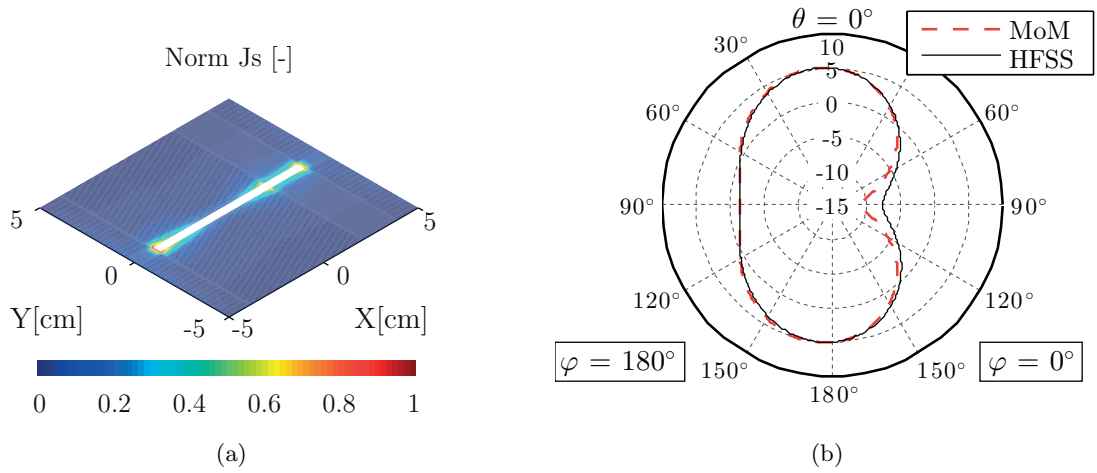 Norm Js [-]
5
5
0
0
Y[cm]
-5
-5
X[cm]
0 0.2 0.4 0.6 0.8 1
(a)
θ = 0°
MoM
HFSS
30°
10
5
60°
0
60°
-5
-10
90°
-15
90°
120°
120°
φ = 180°
150°
150°
φ = 0°
180°
(b)